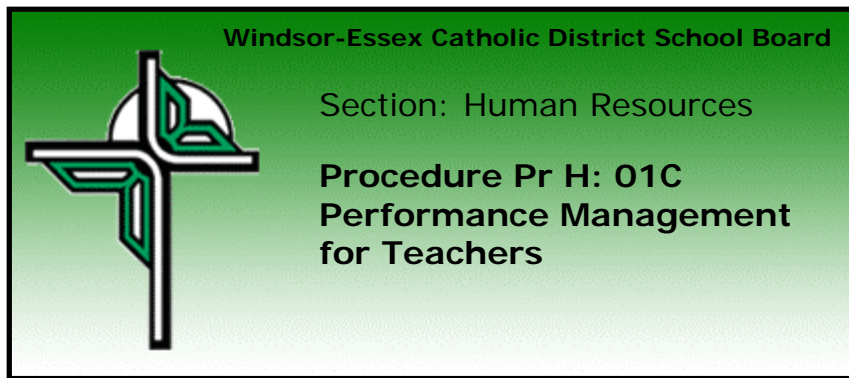 Windsor-Essex Catholic District School Board
Section: Human Resources
Procedure Pr H: 01C
Performance Management
for Teachers